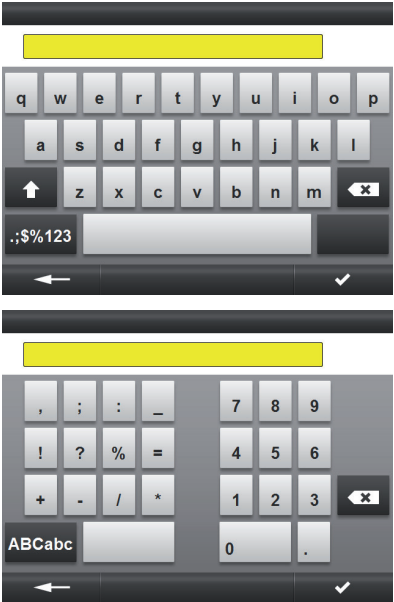 q w e r t y u i o p
a s d f g h j k l
z x c v b n m
.;$%123
, ; : _ 7 8 9
! ? % = 4 5 6
+ - / * 1 2 3
ABCabc 0 .